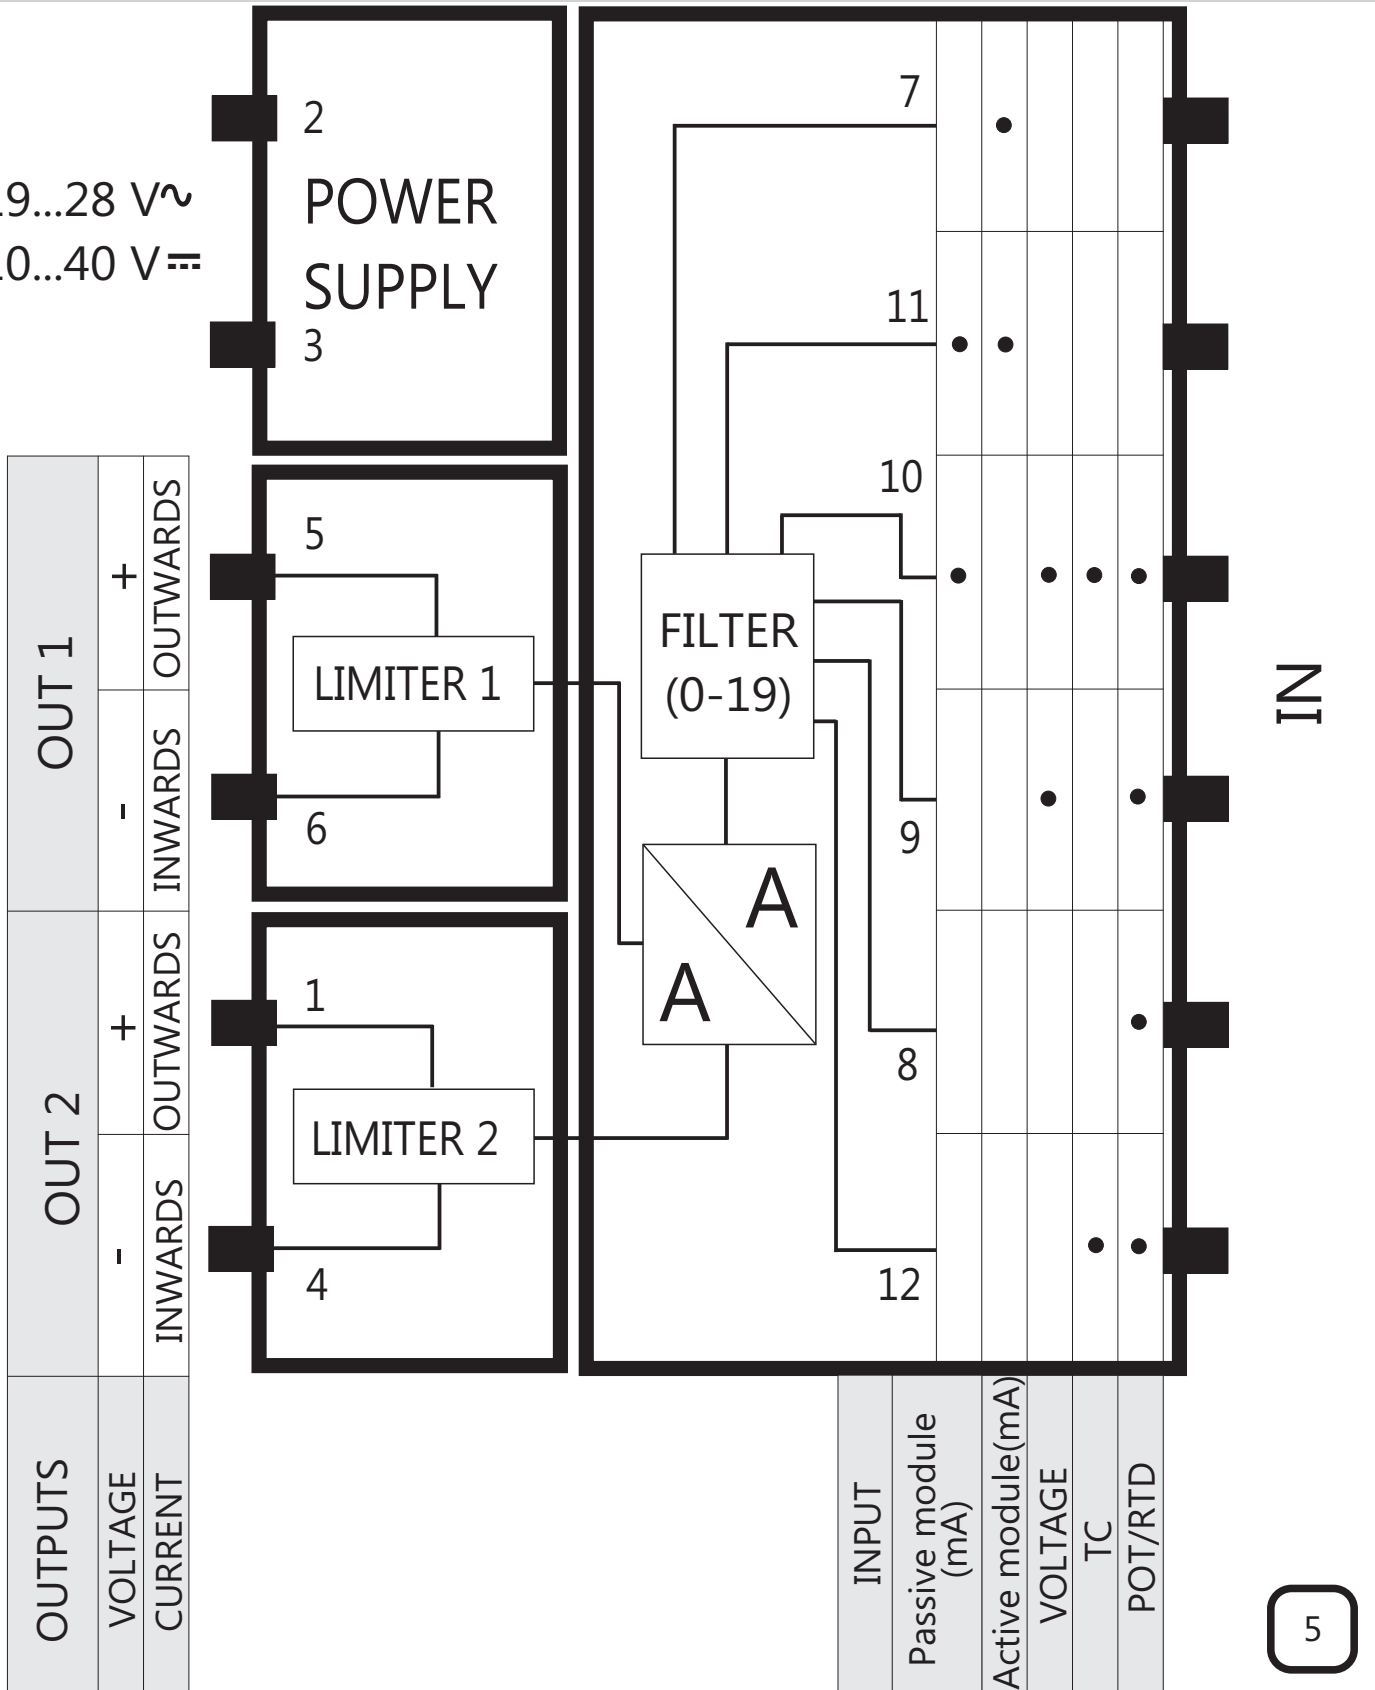 2
9...28 V~
0...40 V⎓
POWER
SUPPLY
3
7
11
10
9
8
12
FILTER
(0-19)
A
A
5
LIMITER 1
6
1
LIMITER 2
4
IN
OUT 1
+
OUTWARDS
-
INWARDS
OUT 2
+
OUTWARDS
-
INWARDS
OUTPUTS
VOLTAGE
CURRENT
INPUT
Passive module
(mA)
Active module(mA)
VOLTAGE
TC
POT/RTD
5